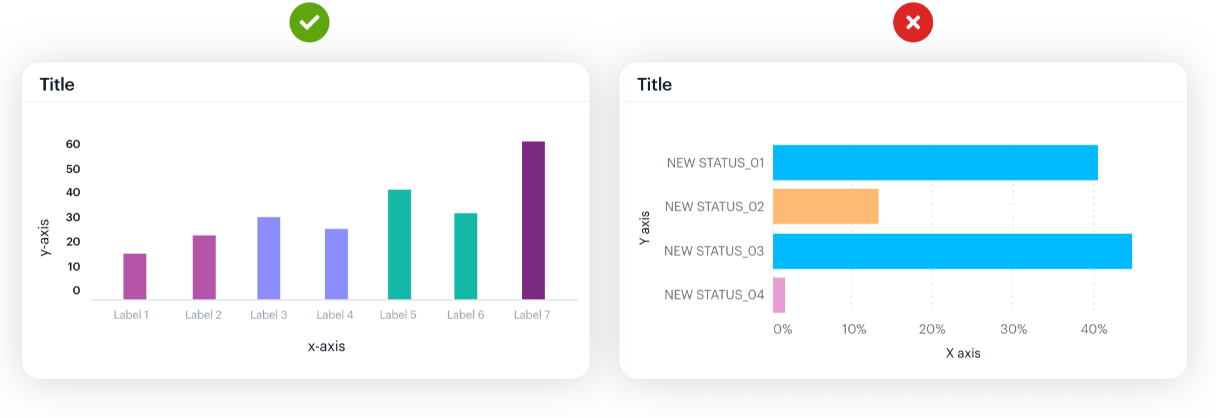 Title
60
50
40
30
20
10
0
y-axis
Label 1 Label 2 Label 3 Label 4 Label 5 Label 6 Label 7
x-axis
Title
NEW STATUS_01
NEW STATUS_02
NEW STATUS_03
NEW STATUS_04
Y axis
0% 10% 20% 30% 40%
X axis